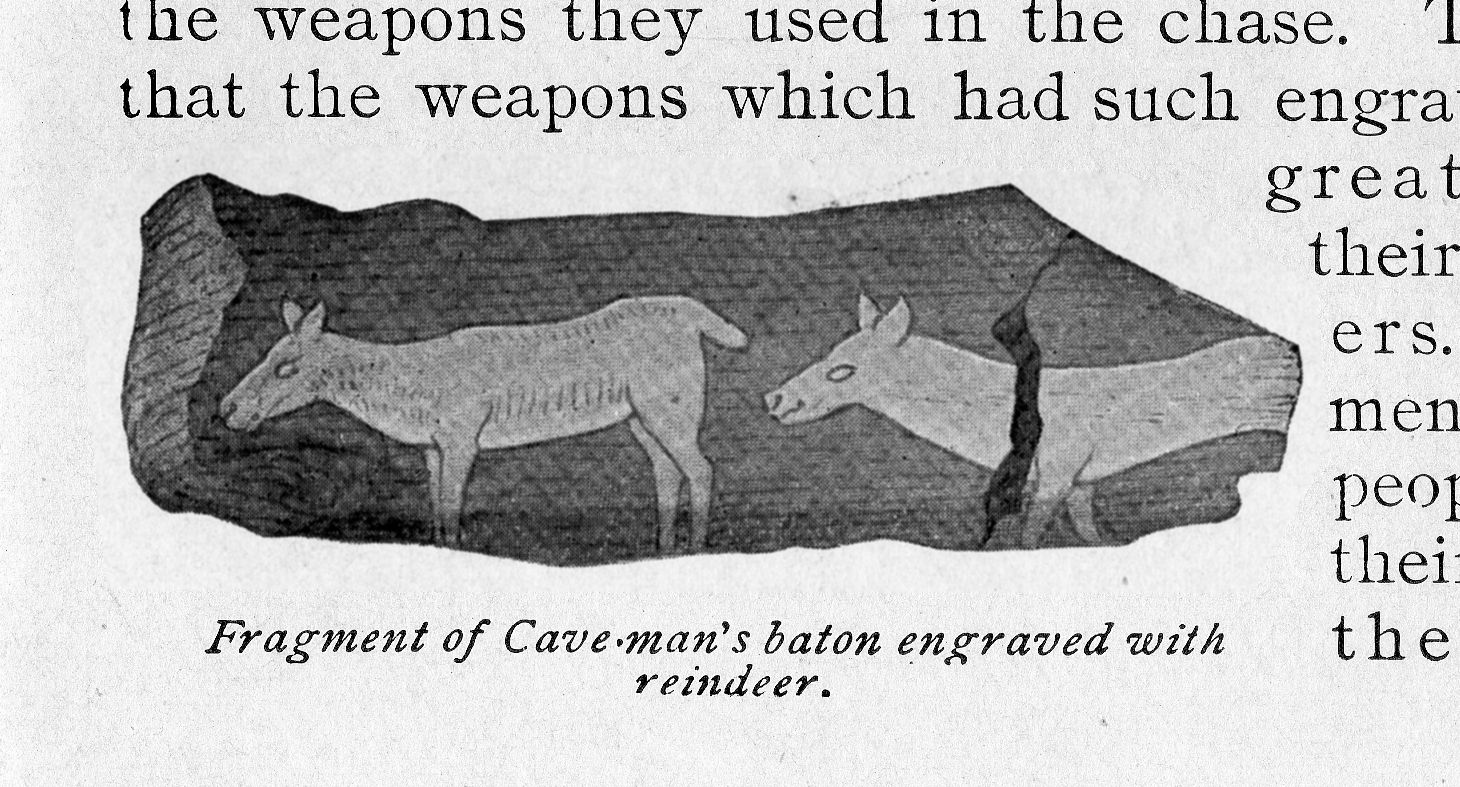 the weapons they used in the chase.
that the weapons which had such
great
their
ers.
men
the
Fragment of Cave-man's baton engraved with
reindeer.